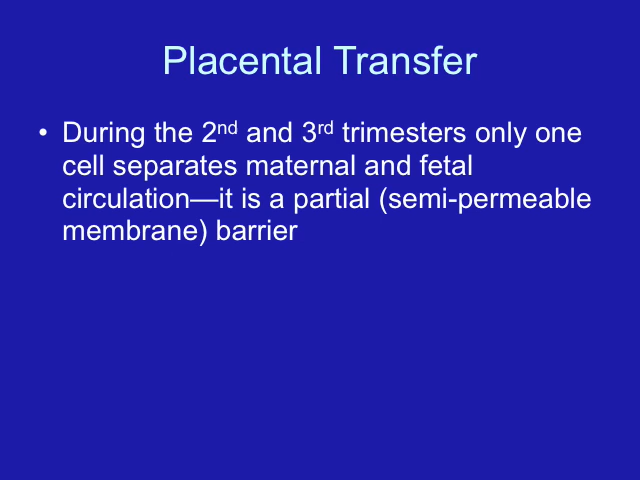 Placental Transfer
• During the 2nd and 3rd trimesters only one
cell separates maternal and fetal
circulation—it is a partial (semi-permeable
membrane) barrier